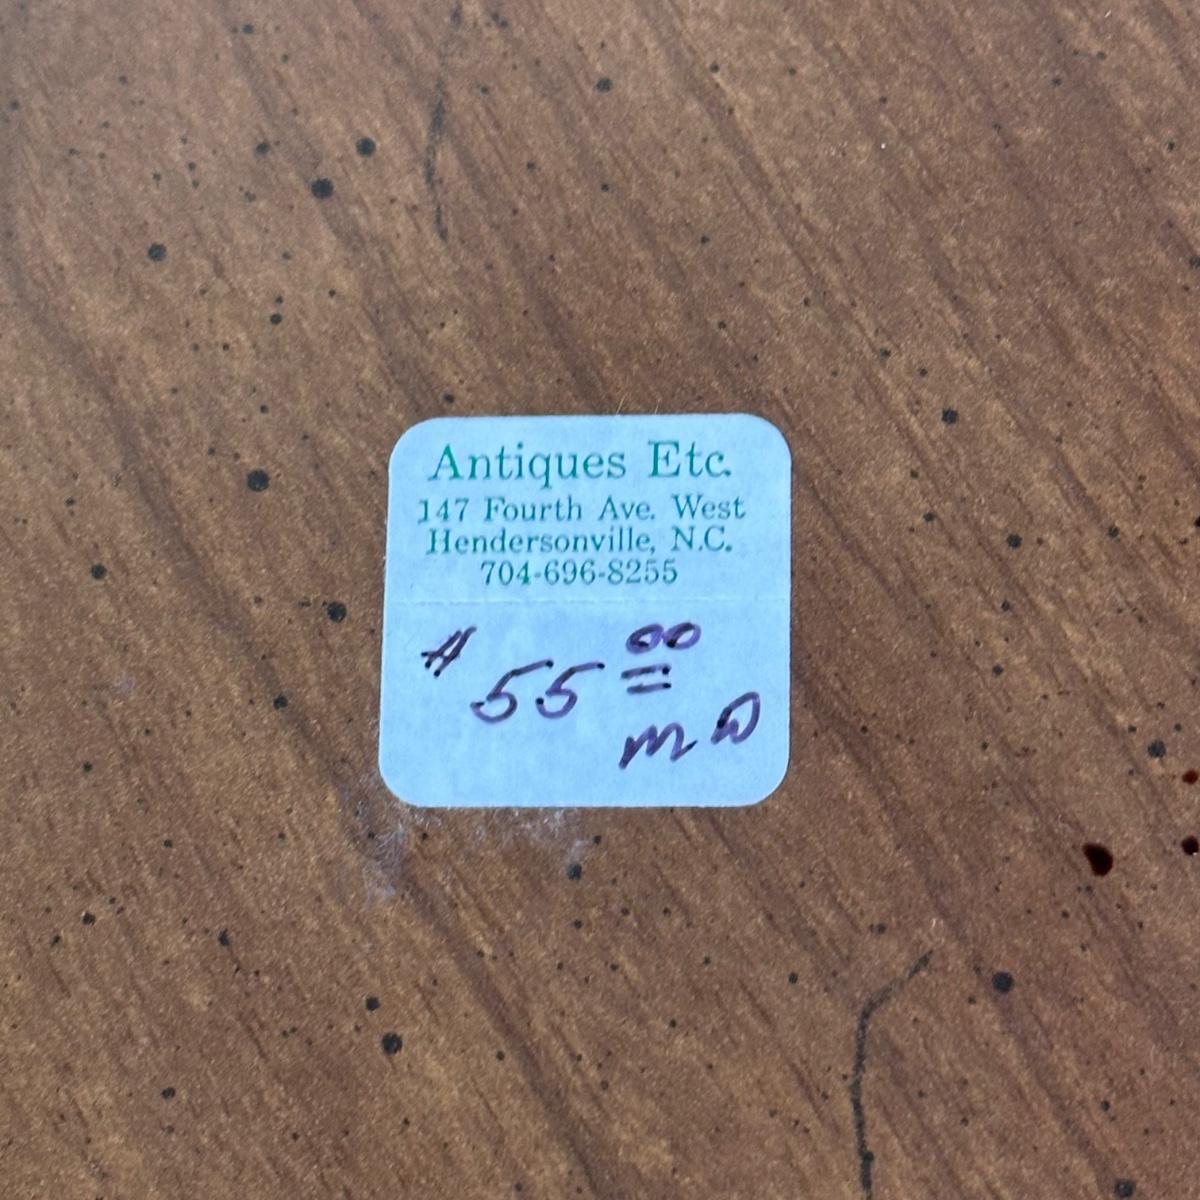 Antiques Etc.
147 Fourth Ave. West
Hendersonville, N.C.
704-696-8255
$55 00
MD